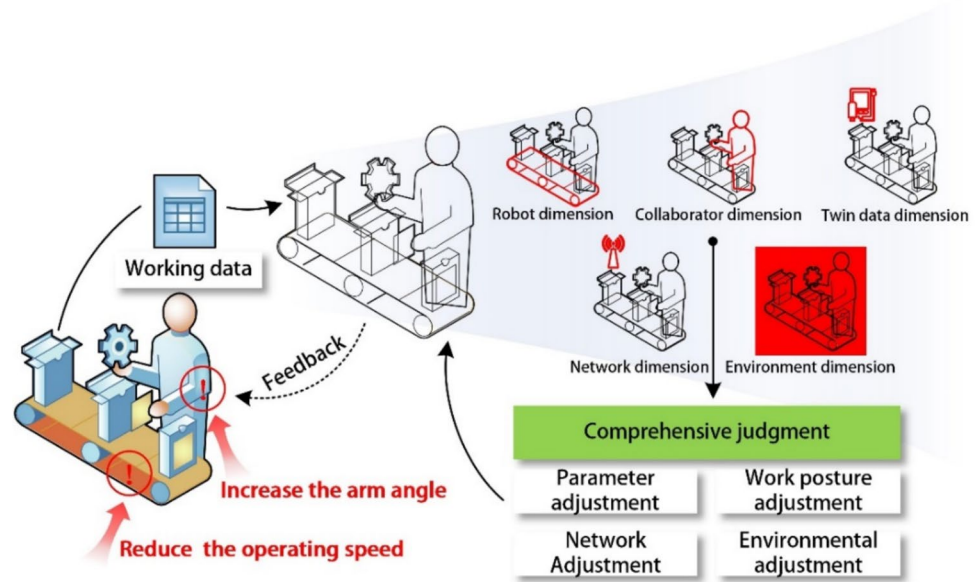 Robot dimension
Collaborator dimension
Twin data dimension
Working data
Network dimension
Environment dimension
Feedback
!
!
Comprehensive judgment
Parameter
adjustment
Work posture
adjustment
Increase the arm angle
Network
Adjustment
Environmental
adjustment
Reduce the operating speed